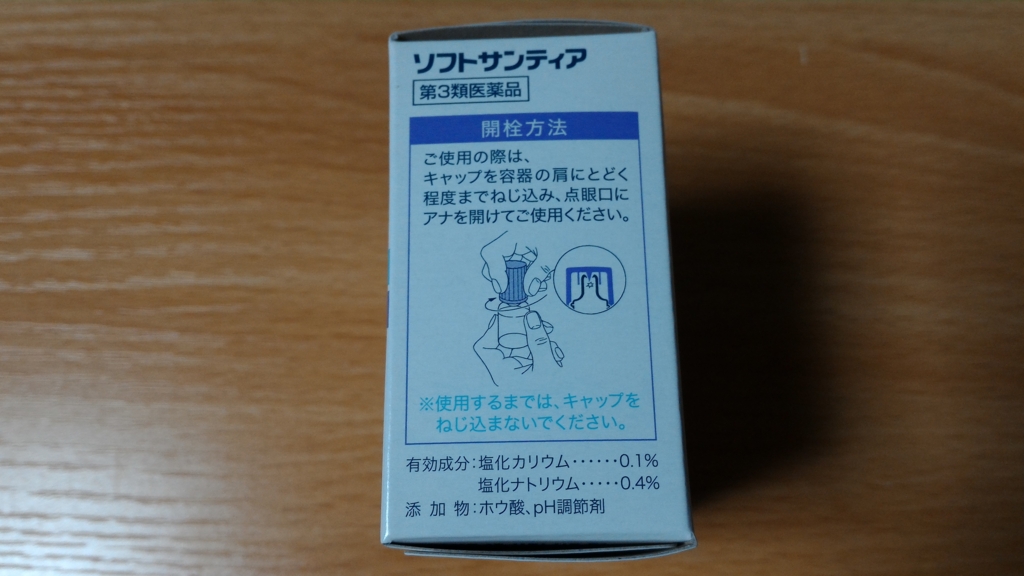 ソフトサンティア
第3類医薬品
開栓方法
ご使用の際は、
キャップを容器の肩にとどく
程度までねじ込み、点眼口に
アナを開けてご使用ください。
※使用するまでは、キャップを
ねじ込まないでください。
有効成分:塩化カリウム······0.1%
塩化ナトリウム·····0.4%
添加物:ホウ酸、pH調節剤